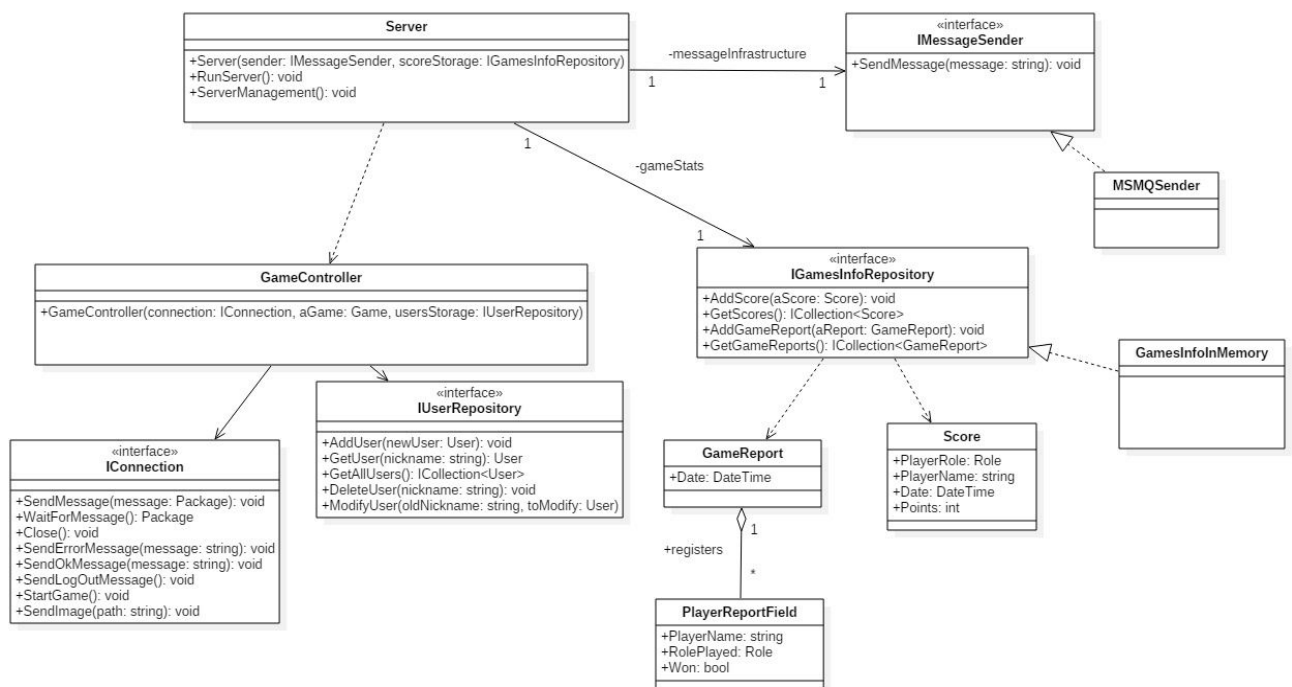 Server
+Server(sender: IMessageSender, scoreStorage: IGamesInfoRepository)
+RunServer(): void
+ServerManagement(): void
-messageInfrastructure
1
1
«interface»
IMessageSender
+SendMessage(message: string): void
1
-gameStats
1
MSMQSender
GameController
+GameController(connection: IConnection, aGame: Game, usersStorage: IUserRepository)
«interface»
IGamesInfoRepository
+AddScore(aScore: Score): void
+GetScores(): ICollection<Score>
+AddGameReport(aReport: GameReport): void
+GetGameReports(): ICollection<GameReport>
GamesInfoInMemory
«interface»
IUserRepository
+AddUser(newUser: User): void
+GetUser(nickname: string): User
+GetAllUsers(): ICollection<User>
+DeleteUser(nickname: string): void
+ModifyUser(oldNickname: string, toModify: User)
«interface»
IConnection
+SendMessage(message: Package): void
+WaitForMessage(): Package
+Close(): void
+SendErrorMessage(message: string): void
+SendOkMessage(message: string): void
+SendLogOutMessage(): void
+StartGame(): void
+SendImage(path: string): void
GameReport
+Date: DateTime
Score
+PlayerRole: Role
+PlayerName: string
+Date: DateTime
+Points: int
1
+registers
*
PlayerReportField
+PlayerName: string
+RolePlayed: Role
+Won: bool